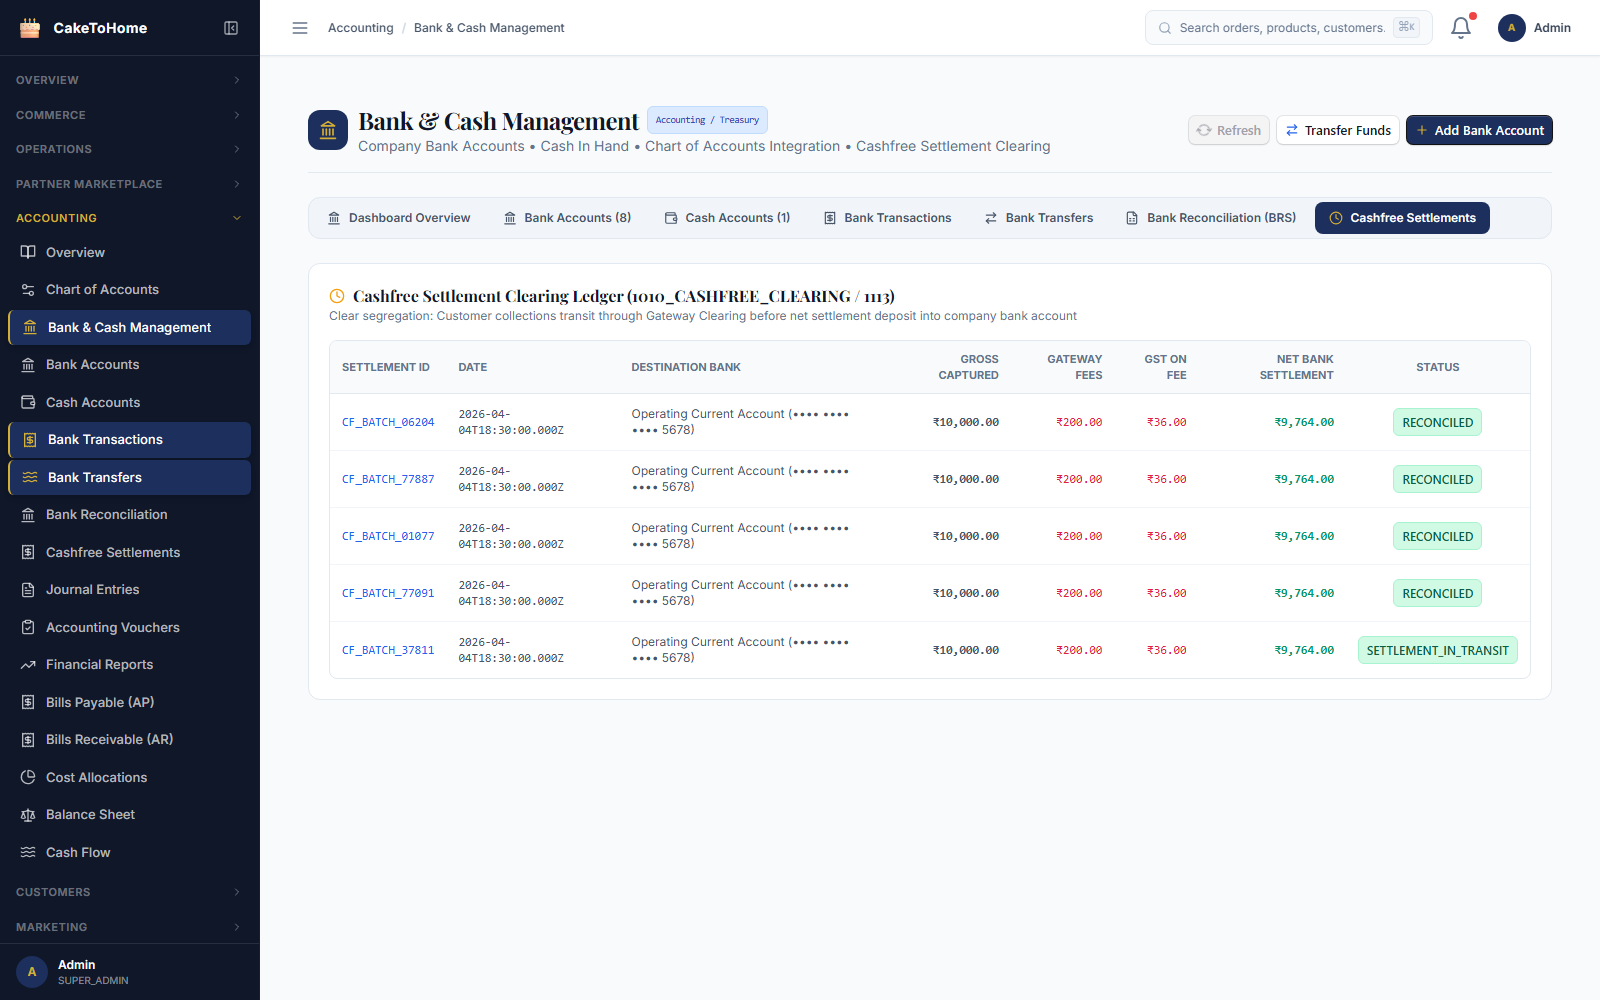 CakeToHome
OVERVIEW
COMMERCE
OPERATIONS
PARTNER MARKETPLACE
ACCOUNTING
Overview
Chart of Accounts
Bank & Cash Management
Bank Accounts
Cash Accounts
Bank Transactions
Bank Transfers
Bank Reconciliation
Cashfree Settlements
Journal Entries
Accounting Vouchers
Financial Reports
Bills Payable (AP)
Bills Receivable (AR)
Cost Allocations
Balance Sheet
Cash Flow
CUSTOMERS
MARKETING
A
Admin
SUPER_ADMIN
Accounting / Bank & Cash Management
Search orders, products, customers. ⌘K
A Admin
Bank & Cash Management Accounting / Treasury
Company Bank Accounts • Cash In Hand • Chart of Accounts Integration • Cashfree Settlement Clearing
Refresh
Transfer Funds
+ Add Bank Account
Dashboard Overview
Bank Accounts (8)
Cash Accounts (1)
Bank Transactions
Bank Transfers
Bank Reconciliation (BRS)
Cashfree Settlements
Cashfree Settlement Clearing Ledger (1010_CASHFREE_CLEARING / 1113)
Clear segregation: Customer collections transit through Gateway Clearing before net settlement deposit into company bank account
SETTLEMENT ID DATE DESTINATION BANK GROSS CAPTURED GATEWAY FEES GST ON FEE NET BANK SETTLEMENT STATUS
CF_BATCH_06204 2026-04-04T18:30:00.000Z Operating Current Account (•••• •••• •••• 5678) ₹10,000.00 ₹200.00 ₹36.00 ₹9,764.00 RECONCILED
CF_BATCH_77887 2026-04-04T18:30:00.000Z Operating Current Account (•••• •••• •••• 5678) ₹10,000.00 ₹200.00 ₹36.00 ₹9,764.00 RECONCILED
CF_BATCH_01077 2026-04-04T18:30:00.000Z Operating Current Account (•••• •••• •••• 5678) ₹10,000.00 ₹200.00 ₹36.00 ₹9,764.00 RECONCILED
CF_BATCH_77091 2026-04-04T18:30:00.000Z Operating Current Account (•••• •••• •••• 5678) ₹10,000.00 ₹200.00 ₹36.00 ₹9,764.00 RECONCILED
CF_BATCH_37811 2026-04-04T18:30:00.000Z Operating Current Account (•••• •••• •••• 5678) ₹10,000.00 ₹200.00 ₹36.00 ₹9,764.00 SETTLEMENT_IN_TRANSIT